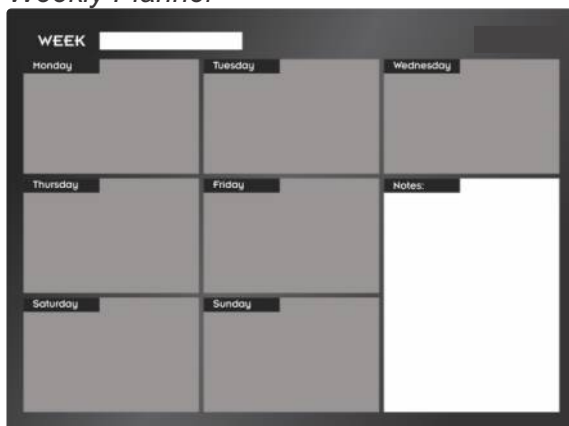 Weekly Planner
WEEK
Monday
Tuesday
Wednesday
Thursday
Friday
Notes:
Saturday
Sunday